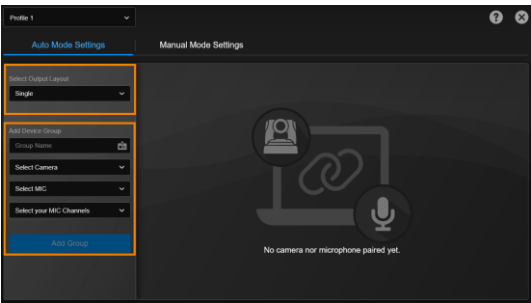 Profile 1
Auto Mode Settings
Manual Mode Settings
Select Output Layout
Single
Add Device Group
Group Name
Select Camera
Select MIC
Select your MIC Channels
Add Group
No camera nor microphone paired yet.